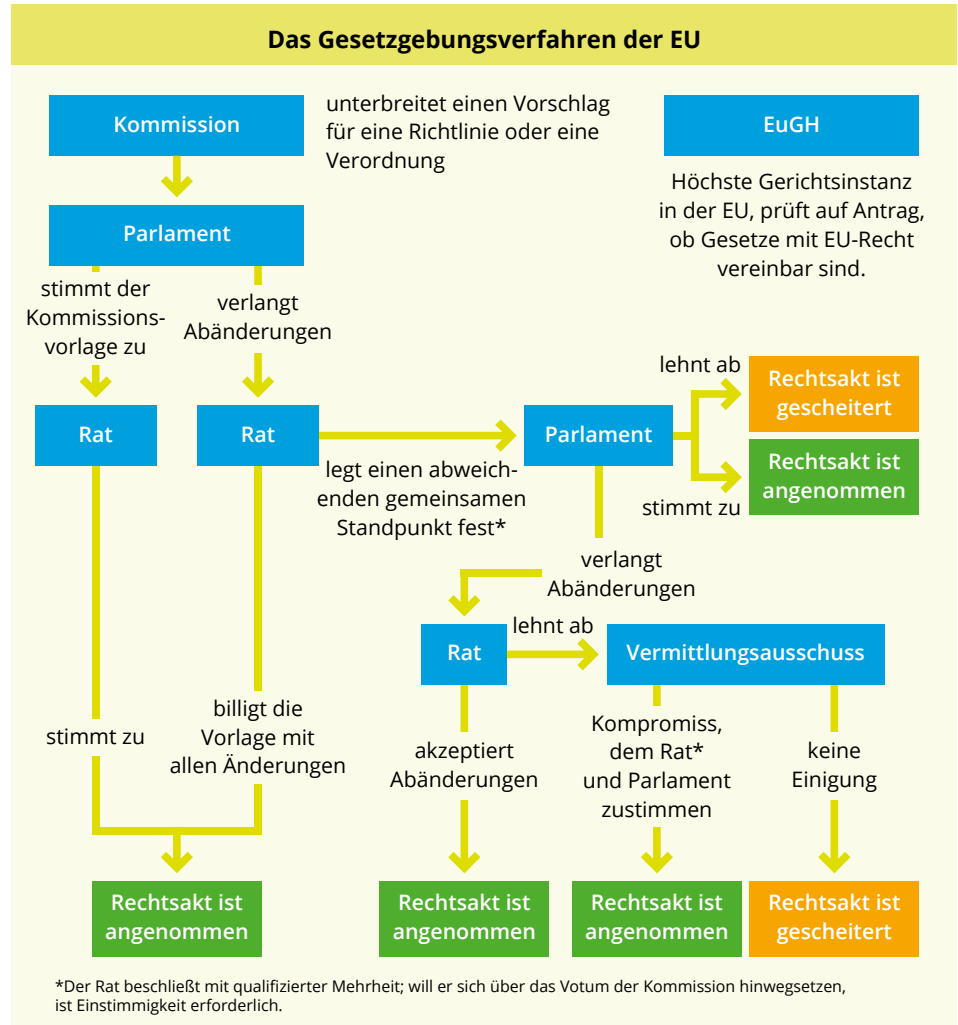 Das Gesetzgebungsverfahren der EU
Kommission
unterbreitet einen Vorschlag
für eine Richtlinie oder eine
Verordnung
EuGH
Höchste Gerichtsinstanz
in der EU, prüft auf Antrag,
ob Gesetze mit EU-Recht
vereinbar sind.
Parlament
stimmt der
Kommissions-
vorlage zu
verlangt
Abänderungen
Rat
Rat
legt einen abweich-
enden gemeinsamen
Standpunkt fest*
Parlament
lehnt ab
Rechtsakt ist
gescheitert
stimmt zu
Rechtsakt ist
angenommen
verlangt
Abänderungen
Rat
lehnt ab
Vermittlungsausschuss
stimmt zu
billigt die
Vorlage mit
allen Änderungen
akzeptiert
Abänderungen
Kompromiss,
dem Rat*
und Parlament
zustimmen
keine
Einigung
Rechtsakt ist
angenommen
Rechtsakt ist
angenommen
Rechtsakt ist
angenommen
Rechtsakt ist
gescheitert
*Der Rat beschließt mit qualifizierter Mehrheit; will er sich über das Votum der Kommission hinwegsetzen,
ist Einstimmigkeit erforderlich.